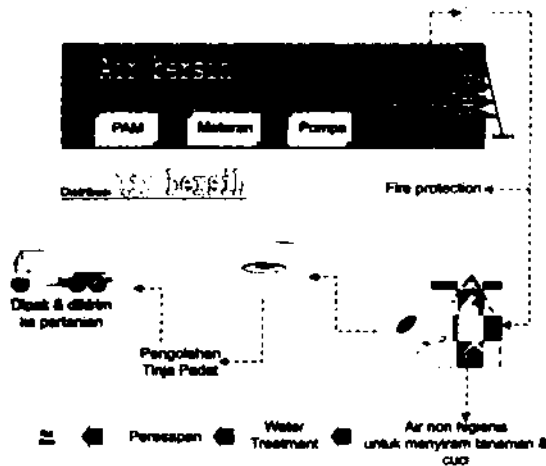 Air bersih
PAM Meteran Pompa
Distribusi Air bersih
Fire protection
Dipak & dikirim
ke pertanian
Pengolahan
Tinja Padat
Peresapan
Water
Treatment
Air non higienis
untuk menyiram tanaman &
cuci